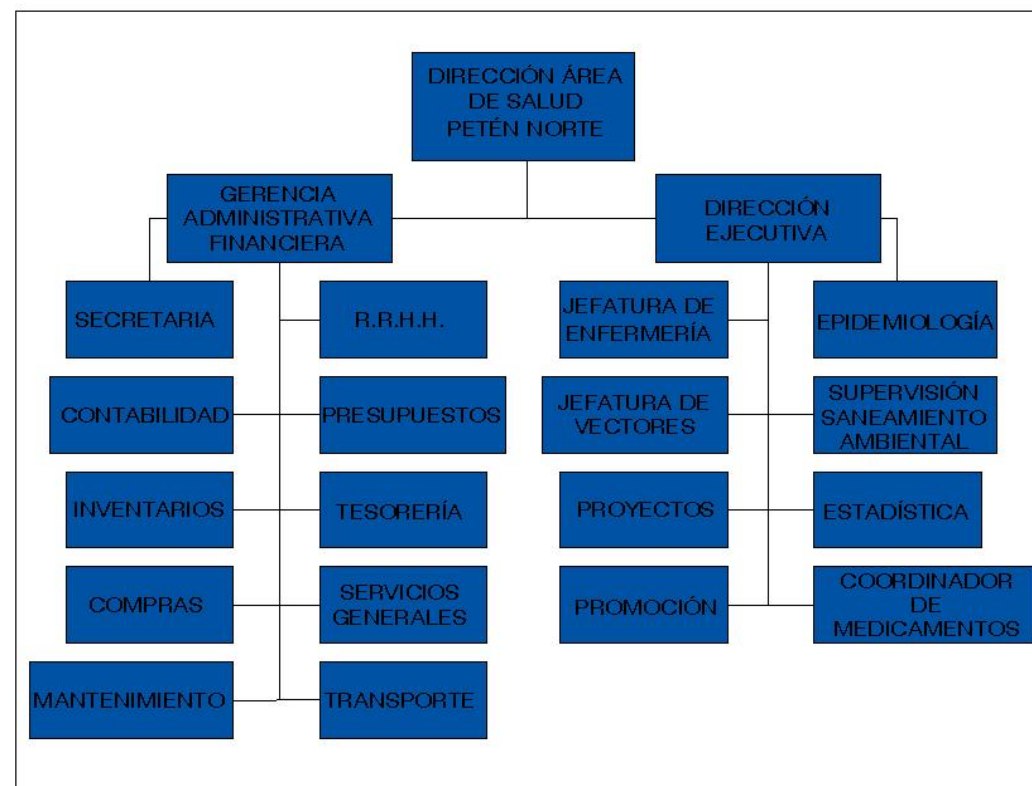 DIRECCIÓN ÁREA
DE SALUD
PETÉN NORTE
GERENCIA
ADMINISTRATIVA
FINANCIERA
DIRECCIÓN
EJECUTIVA
SECRETARIA
R.R.H.H.
JEFATURA DE
ENFERMERÍA
EPIDEMIOLOGÍA
CONTABILIDAD
PRESUPUESTOS
JEFATURA DE
VECTORES
SUPERVISIÓN
SANEAMIENTO
AMBIENTAL
INVENTARIOS
TESORERÍA
PROYECTOS
ESTADÍSTICA
COMPRAS
SERVICIOS
GENERALES
PROMOCIÓN
COORDINADOR
DE
MEDICAMENTOS
MANTENIMIENTO
TRANSPORTE